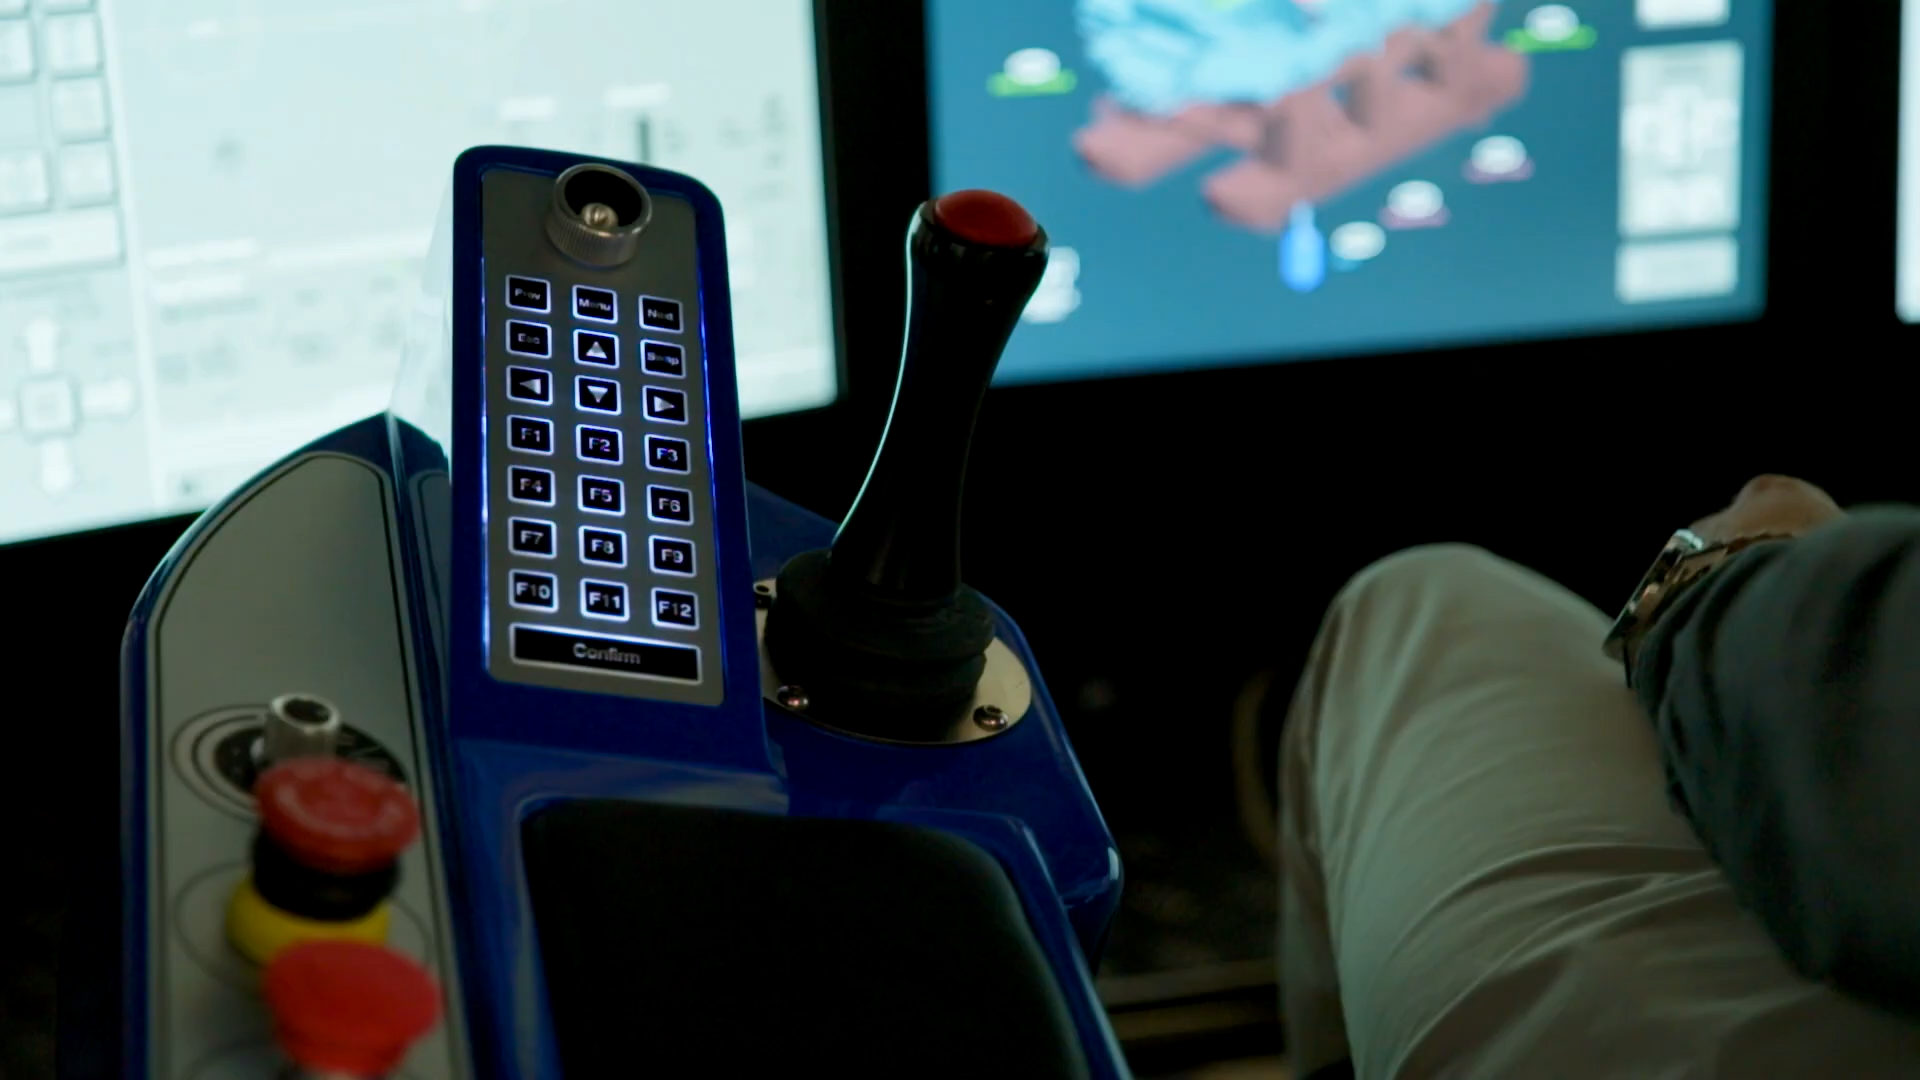 Prev Menu Next
Esc Swap
F1 F2 F3
F4 F5 F6
F7 F8 F9
F10 F11 F12
Confirm